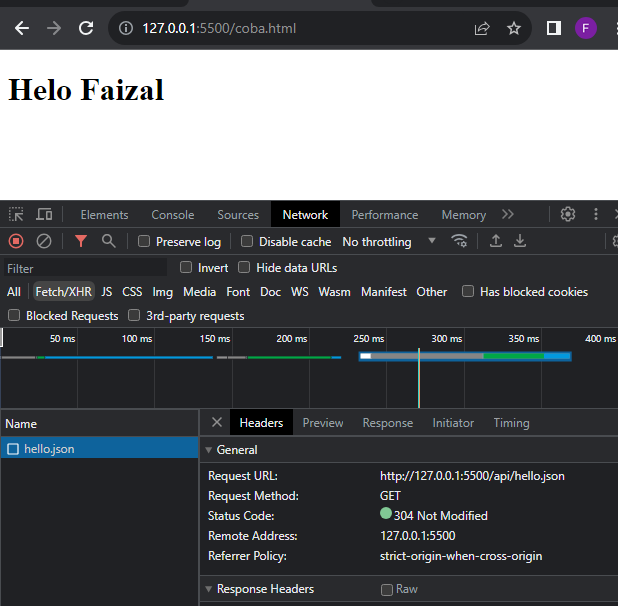 127.0.0.1:5500/coba.html
F
Helo Faizal
Elements Console Sources Network Performance Memory
Preserve log Disable cache No throttling
Filter Invert Hide data URLs
All Fetch/XHR JS CSS Img Media Font Doc WS Wasm Manifest Other Has blocked cookies
Blocked Requests 3rd-party requests
50 ms 100 ms 150 ms 200 ms 250 ms 300 ms 350 ms 400 ms
Name Headers Preview Response Initiator Timing
hello.json
General
Request URL: http://127.0.0.1:5500/api/hello.json
Request Method: GET
Status Code: 304 Not Modified
Remote Address: 127.0.0.1:5500
Referrer Policy: strict-origin-when-cross-origin
Response Headers Raw